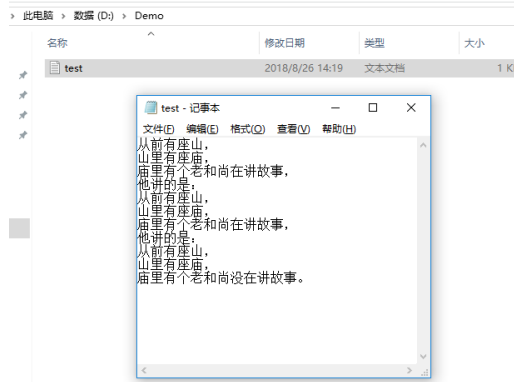 › 此电脑 › 数据 (D:) › Demo
名称 修改日期 类型 大小
test 2018/8/26 14:19 文本文档 1 K
test - 记事本
文件(F) 编辑(E) 格式(O) 查看(V) 帮助(H)
从前有座山，
山里有座庙，
庙里有个老和尚在讲故事，
他讲的是：
从前有座山，
山里有座庙，
庙里有个老和尚在讲故事，
他讲的是：
从前有座山，
山里有座庙，
庙里有个老和尚没在讲故事。